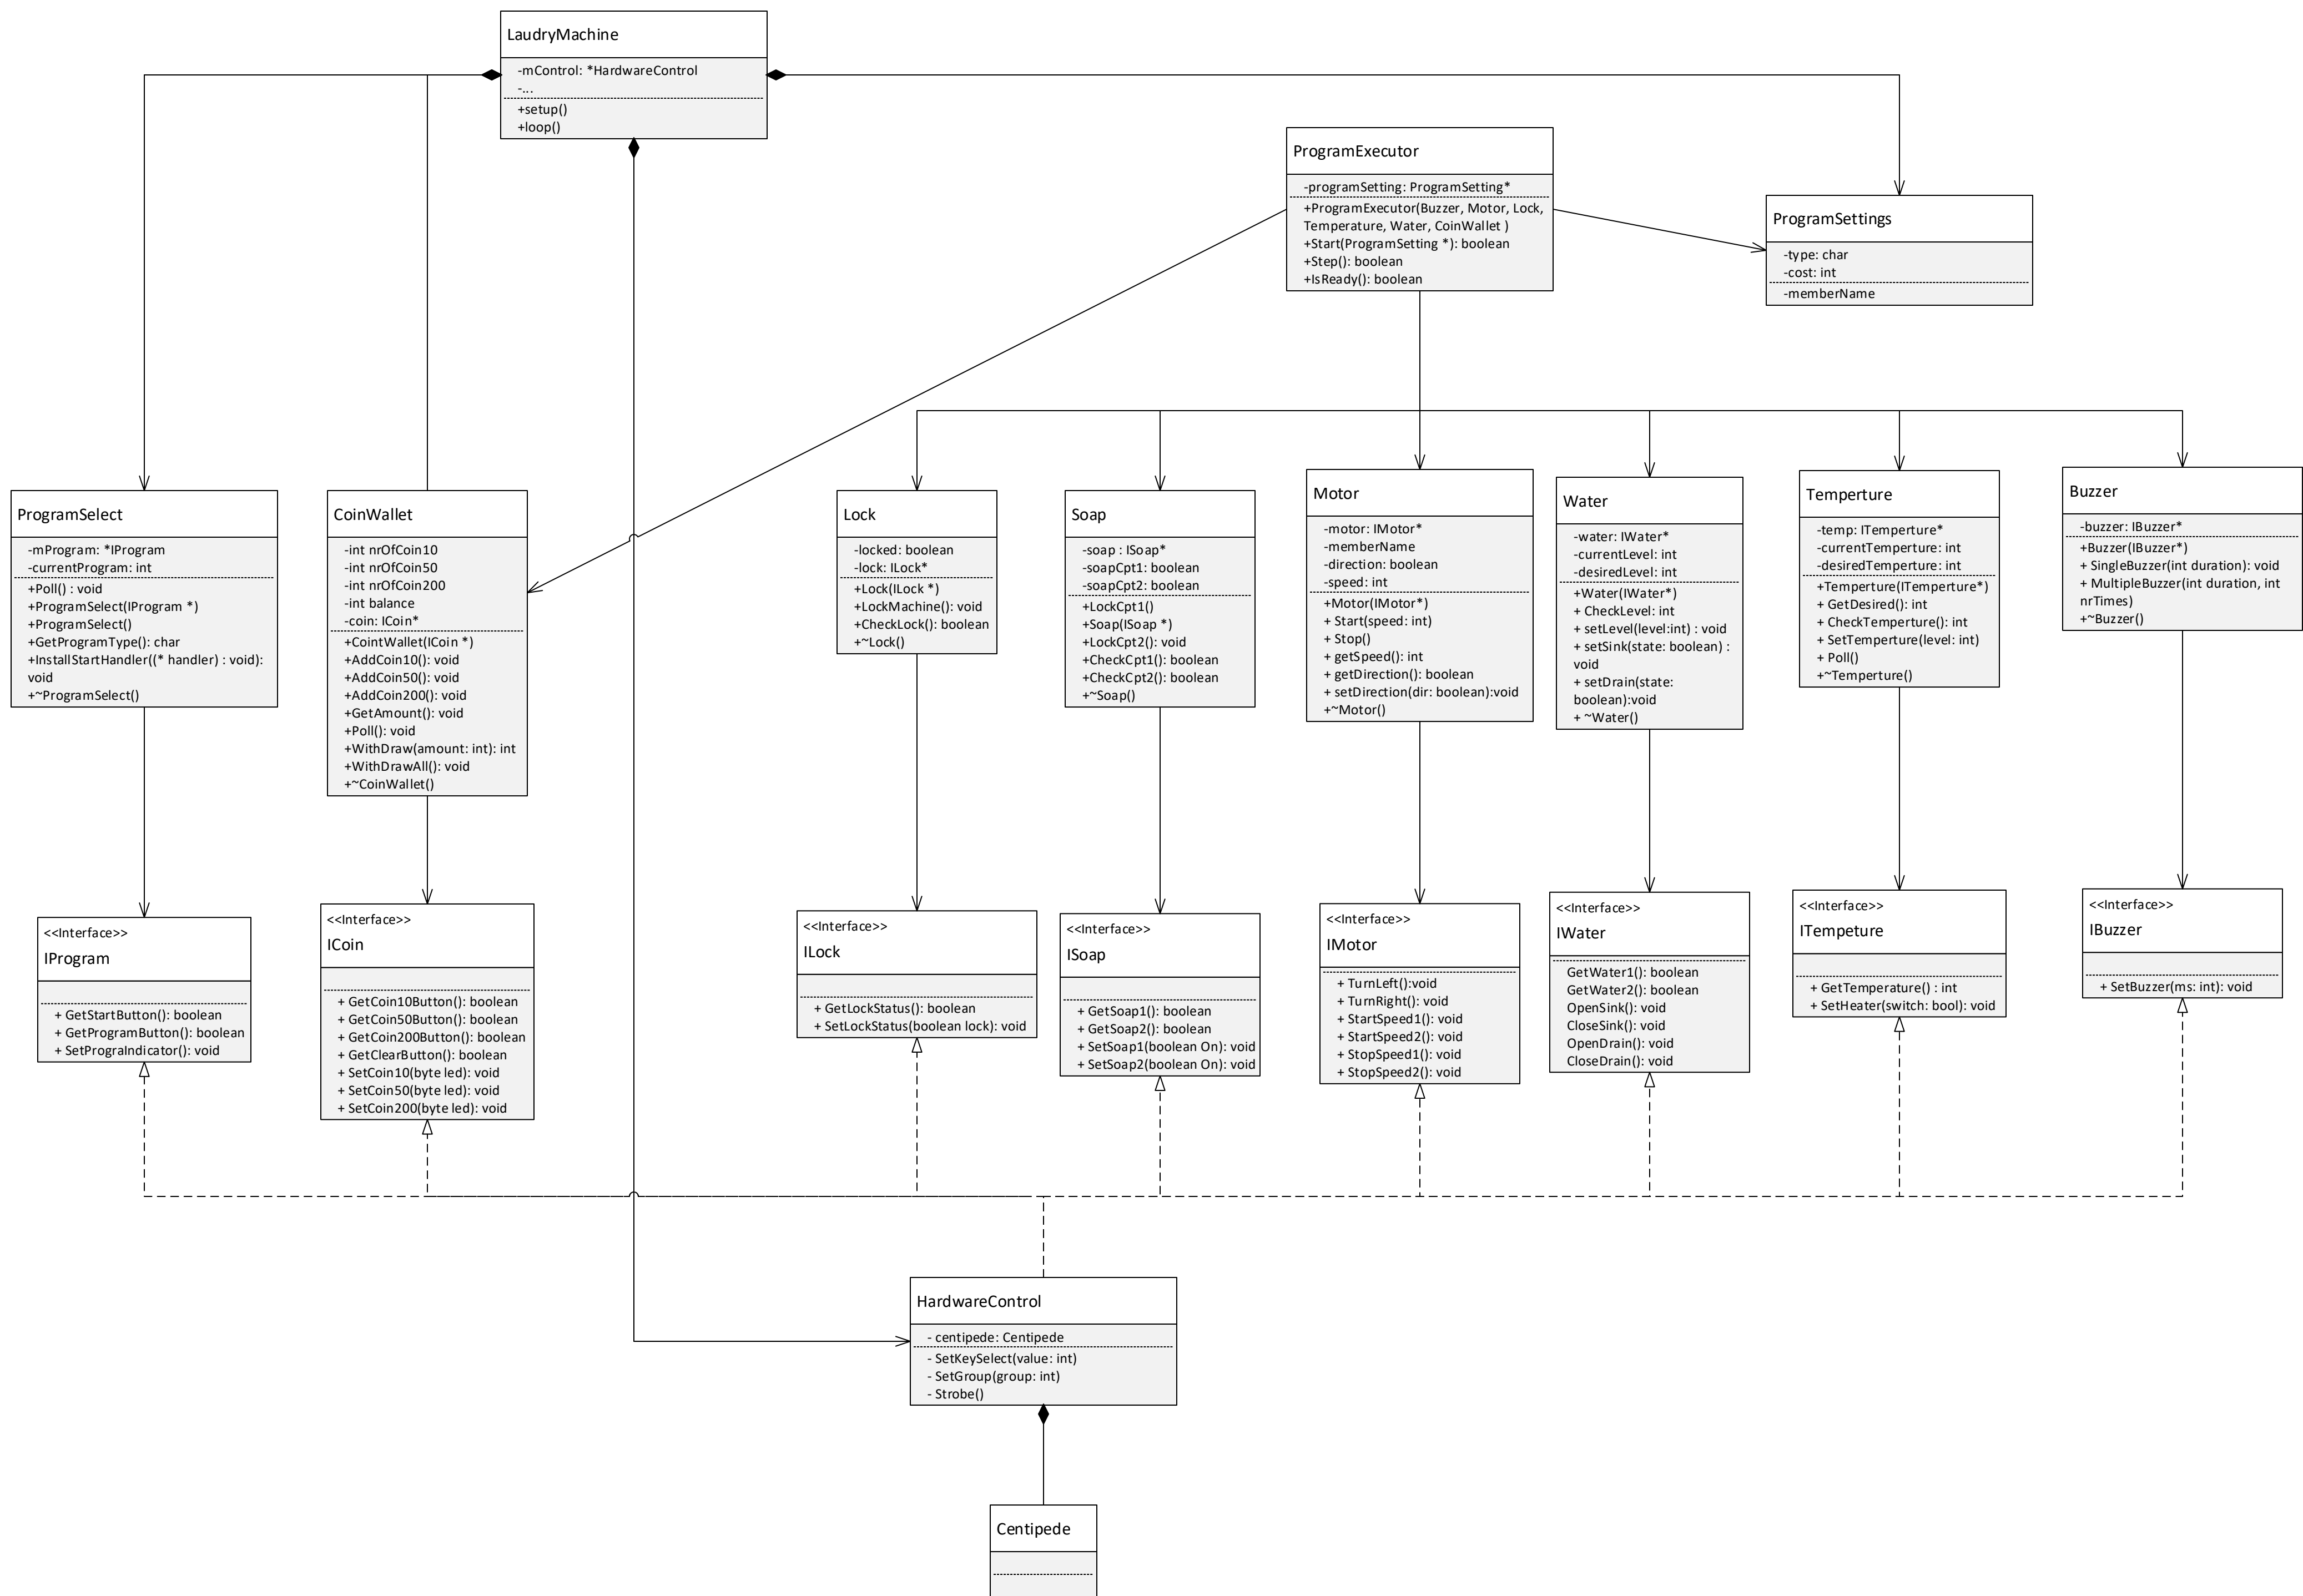 LaudryMachine
-mControl: *HardwareControl
-...
+setup()
+loop()
ProgramExecutor
-programSetting: ProgramSetting*
+ProgramExecutor(Buzzer, Motor, Lock,
Temperature, Water, CoinWallet )
+Start(ProgramSetting *): boolean
+Step(): boolean
+IsReady(): boolean
ProgramSettings
-type: char
-cost: int
-memberName
ProgramSelect
-mProgram: *IProgram
-currentProgram: int
+Poll() : void
+ProgramSelect(IProgram *)
+ProgramSelect()
+GetProgramType(): char
+InstallStartHandler((* handler) : void):
void
+~ProgramSelect()
CoinWallet
-int nrOfCoin10
-int nrOfCoin50
-int nrOfCoin200
-int balance
-coin: ICoin*
+CointWallet(ICoin *)
+AddCoin10(): void
+AddCoin50(): void
+AddCoin200(): void
+GetAmount(): void
+Poll(): void
+WithDraw(amount: int): int
+WithDrawAll(): void
+~CoinWallet()
Lock
-locked: boolean
-lock: ILock*
+Lock(ILock *)
+LockMachine(): void
+CheckLock(): boolean
+~Lock()
Soap
-soap : ISoap*
-soapCpt1: boolean
-soapCpt2: boolean
+LockCpt1()
+Soap(ISoap *)
+LockCpt2(): void
+CheckCpt1(): boolean
+CheckCpt2(): boolean
+~Soap()
Motor
-motor: IMotor*
-memberName
-direction: boolean
-speed: int
+Motor(IMotor*)
+ Start(speed: int)
+ Stop()
+ getSpeed(): int
+ getDirection(): boolean
+ setDirection(dir: boolean):void
+~Motor()
Water
-water: IWater*
-currentLevel: int
-desiredLevel: int
+Water(IWater*)
+ CheckLevel: int
+ setLevel(level:int) : void
+ setSink(state: boolean) :
void
+ setDrain(state:
boolean):void
+ ~Water()
Temperture
-temp: ITemperture*
-currentTemperture: int
-desiredTemperture: int
+Temperture(ITemperture*)
+ GetDesired(): int
+ CheckTemperture(): int
+ SetTemperture(level: int)
+ Poll()
+~Temperture()
Buzzer
-buzzer: IBuzzer*
+Buzzer(IBuzzer*)
+ SingleBuzzer(int duration): void
+ MultipleBuzzer(int duration, int
nrTimes)
+~Buzzer()
<<Interface>>
IProgram
+ GetStartButton(): boolean
+ GetProgramButton(): boolean
+ SetPrograIndicator(): void
<<Interface>>
ICoin
+ GetCoin10Button(): boolean
+ GetCoin50Button(): boolean
+ GetCoin200Button(): boolean
+ GetClearButton(): boolean
+ SetCoin10(byte led): void
+ SetCoin50(byte led): void
+ SetCoin200(byte led): void
<<Interface>>
ILock
+ GetLockStatus(): boolean
+ SetLockStatus(boolean lock): void
<<Interface>>
ISoap
+ GetSoap1(): boolean
+ GetSoap2(): boolean
+ SetSoap1(boolean On): void
+ SetSoap2(boolean On): void
<<Interface>>
IMotor
+ TurnLeft():void
+ TurnRight(): void
+ StartSpeed1(): void
+ StartSpeed2(): void
+ StopSpeed1(): void
+ StopSpeed2(): void
<<Interface>>
IWater
GetWater1(): boolean
GetWater2(): boolean
OpenSink(): void
CloseSink(): void
OpenDrain(): void
CloseDrain(): void
<<Interface>>
ITempeture
+ GetTemperature() : int
+ SetHeater(switch: bool): void
<<Interface>>
IBuzzer
+ SetBuzzer(ms: int): void
HardwareControl
- centipede: Centipede
- SetKeySelect(value: int)
- SetGroup(group: int)
- Strobe()
Centipede